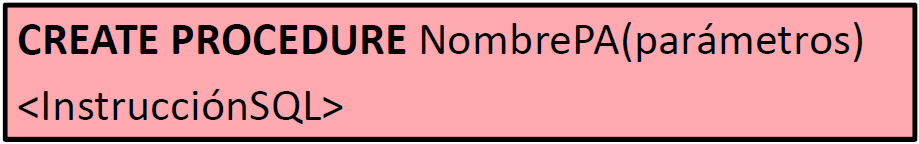 CREATE PROCEDURE NombrePA(parámetros)
<InstrucciónSQL>